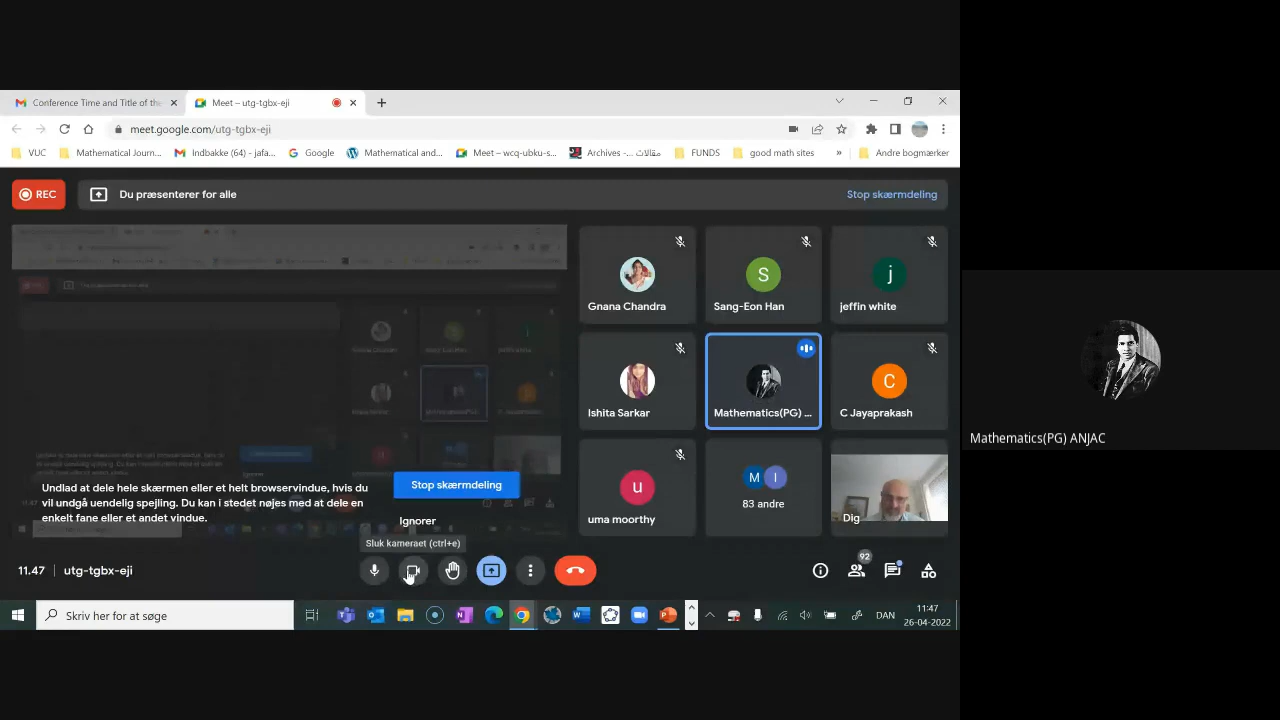 Conference Time and Title of the
Meet – utg-tgbx-eji
meet.google.com/utg-tgbx-eji
VUC
Mathematical Journ...
Indbakke (64) - jafa...
Google
Mathematical and...
Meet – wcq-ubku-s...
Archives -... مقالات
FUNDS
good math sites
»
Andre bogmærker
REC
Du præsenterer for alle
Stop skærmdeling
Gnana Chandra
S
Sang-Eon Han
j
jeffin white
Ishita Sarkar
Mathematics(PG) ...
C
C Jayaprakash
u
uma moorthy
M I
83 andre
Dig
Undlad at dele hele skærmen eller et helt browservindue, hvis du
vil undgå uendelig spejling. Du kan i stedet nøjes med at dele en
enkelt fane eller et andet vindue.
Stop skærmdeling
Ignorer
Sluk kameraet (ctrl+e)
11.47 | utg-tgbx-eji
92
Skriv her for at søge
DAN
11:47
26-04-2022
Mathematics(PG) ANJAC